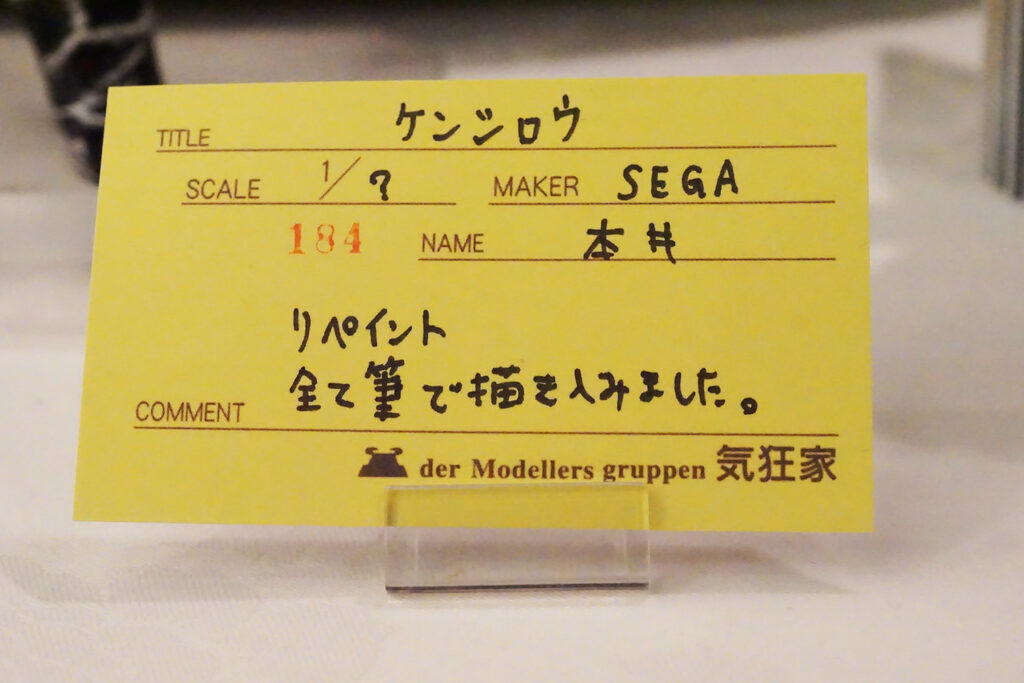 TITLE ケンシロウ
SCALE 1/? MAKER SEGA
184 NAME 本井
リペイント
全て筆で描き込みました。
COMMENT
der Modellers gruppen 気狂家